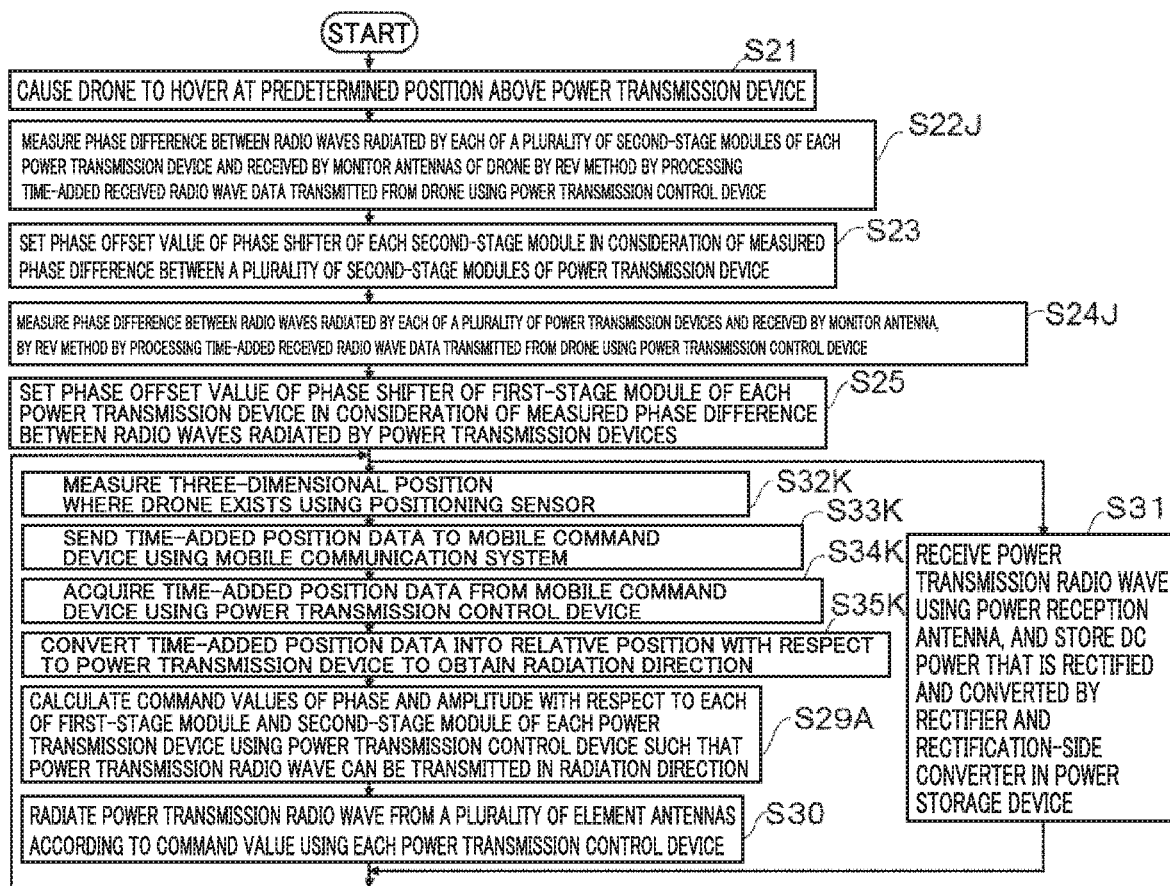 START
S21
CAUSE DRONE TO HOVER AT PREDETERMINED POSITION ABOVE POWER TRANSMISSION DEVICE
S22J
MEASURE PHASE DIFFERENCE BETWEEN RADIO WAVES RADIATED BY EACH OF A PLURALITY OF SECOND-STAGE MODULES OF EACH
POWER TRANSMISSION DEVICE AND RECEIVED BY MONITOR ANTENNAS OF DRONE BY REV METHOD BY PROCESSING
TIME-ADDED RECEIVED RADIO WAVE DATA TRANSMITTED FROM DRONE USING POWER TRANSMISSION CONTROL DEVICE
S23
SET PHASE OFFSET VALUE OF PHASE SHIFTER OF EACH SECOND-STAGE MODULE IN CONSIDERATION OF MEASURED
PHASE DIFFERENCE BETWEEN A PLURALITY OF SECOND-STAGE MODULES OF POWER TRANSMISSION DEVICE
S24J
MEASURE PHASE DIFFERENCE BETWEEN RADIO WAVES RADIATED BY EACH OF A PLURALITY OF POWER TRANSMISSION DEVICES AND RECEIVED BY MONITOR ANTENNA,
BY REV METHOD BY PROCESSING TIME-ADDED RECEIVED RADIO WAVE DATA TRANSMITTED FROM DRONE USING POWER TRANSMISSION CONTROL DEVICE
S25
SET PHASE OFFSET VALUE OF PHASE SHIFTER OF FIRST-STAGE MODULE OF EACH
POWER TRANSMISSION DEVICE IN CONSIDERATION OF MEASURED PHASE DIFFERENCE
BETWEEN RADIO WAVES RADIATED BY POWER TRANSMISSION DEVICES
S32K
MEASURE THREE-DIMENSIONAL POSITION
WHERE DRONE EXISTS USING POSITIONING SENSOR
S33K
SEND TIME-ADDED POSITION DATA TO MOBILE COMMAND
DEVICE USING MOBILE COMMUNICATION SYSTEM
S34K
ACQUIRE TIME-ADDED POSITION DATA FROM MOBILE COMMAND
DEVICE USING POWER TRANSMISSION CONTROL DEVICE
S35K
CONVERT TIME-ADDED POSITION DATA INTO RELATIVE POSITION WITH RESPECT
TO POWER TRANSMISSION DEVICE TO OBTAIN RADIATION DIRECTION
S29A
CALCULATE COMMAND VALUES OF PHASE AND AMPLITUDE WITH RESPECT TO EACH
OF FIRST-STAGE MODULE AND SECOND-STAGE MODULE OF EACH POWER
TRANSMISSION DEVICE USING POWER TRANSMISSION CONTROL DEVICE SUCH THAT
POWER TRANSMISSION RADIO WAVE CAN BE TRANSMITTED IN RADIATION DIRECTION
S30
RADIATE POWER TRANSMISSION RADIO WAVE FROM A PLURALITY OF ELEMENT ANTENNAS
ACCORDING TO COMMAND VALUE USING EACH POWER TRANSMISSION CONTROL DEVICE
S31
RECEIVE POWER
TRANSMISSION RADIO WAVE
USING POWER RECEPTION
ANTENNA, AND STORE DC
POWER THAT IS RECTIFIED
AND CONVERTED BY
RECTIFIER AND
RECTIFICATION-SIDE
CONVERTER IN POWER
STORAGE DEVICE